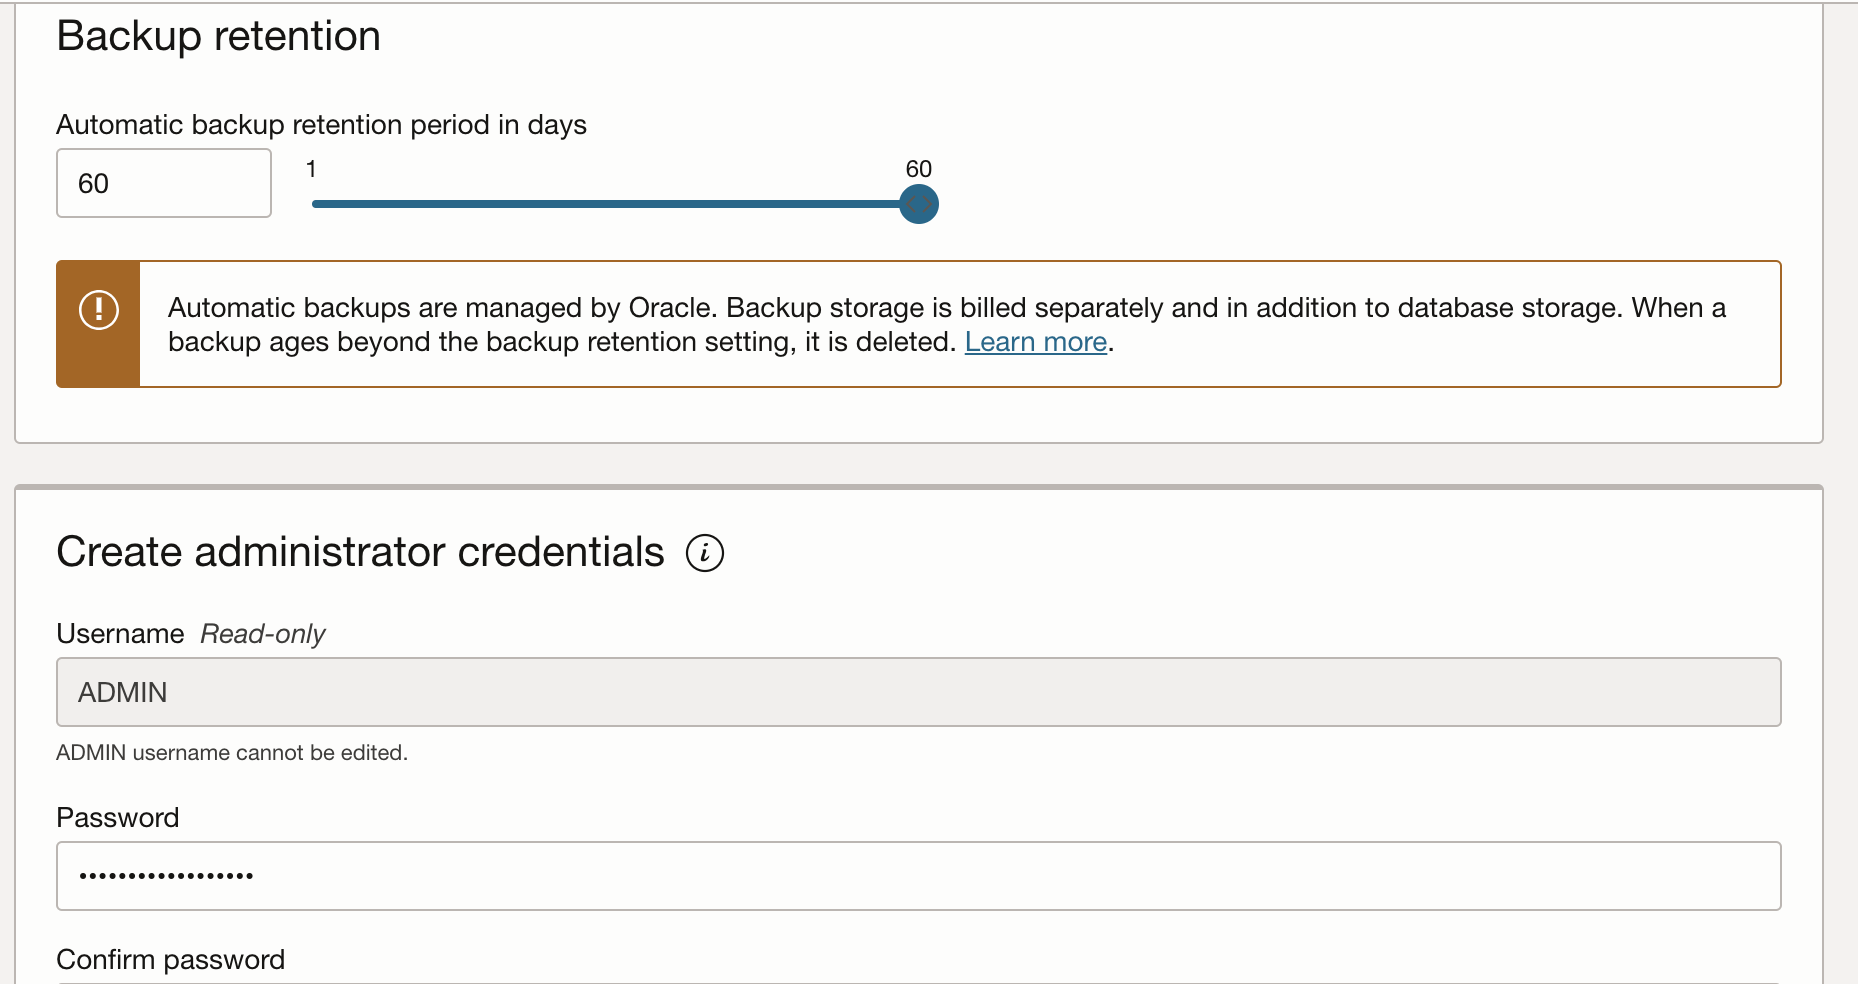 Backup retention
Automatic backup retention period in days
60
1
60
Automatic backups are managed by Oracle. Backup storage is billed separately and in addition to database storage. When a
backup ages beyond the backup retention setting, it is deleted. Learn more.
Create administrator credentials
Username Read-only
ADMIN
ADMIN username cannot be edited.
Password
••••••••••••••••••
Confirm password